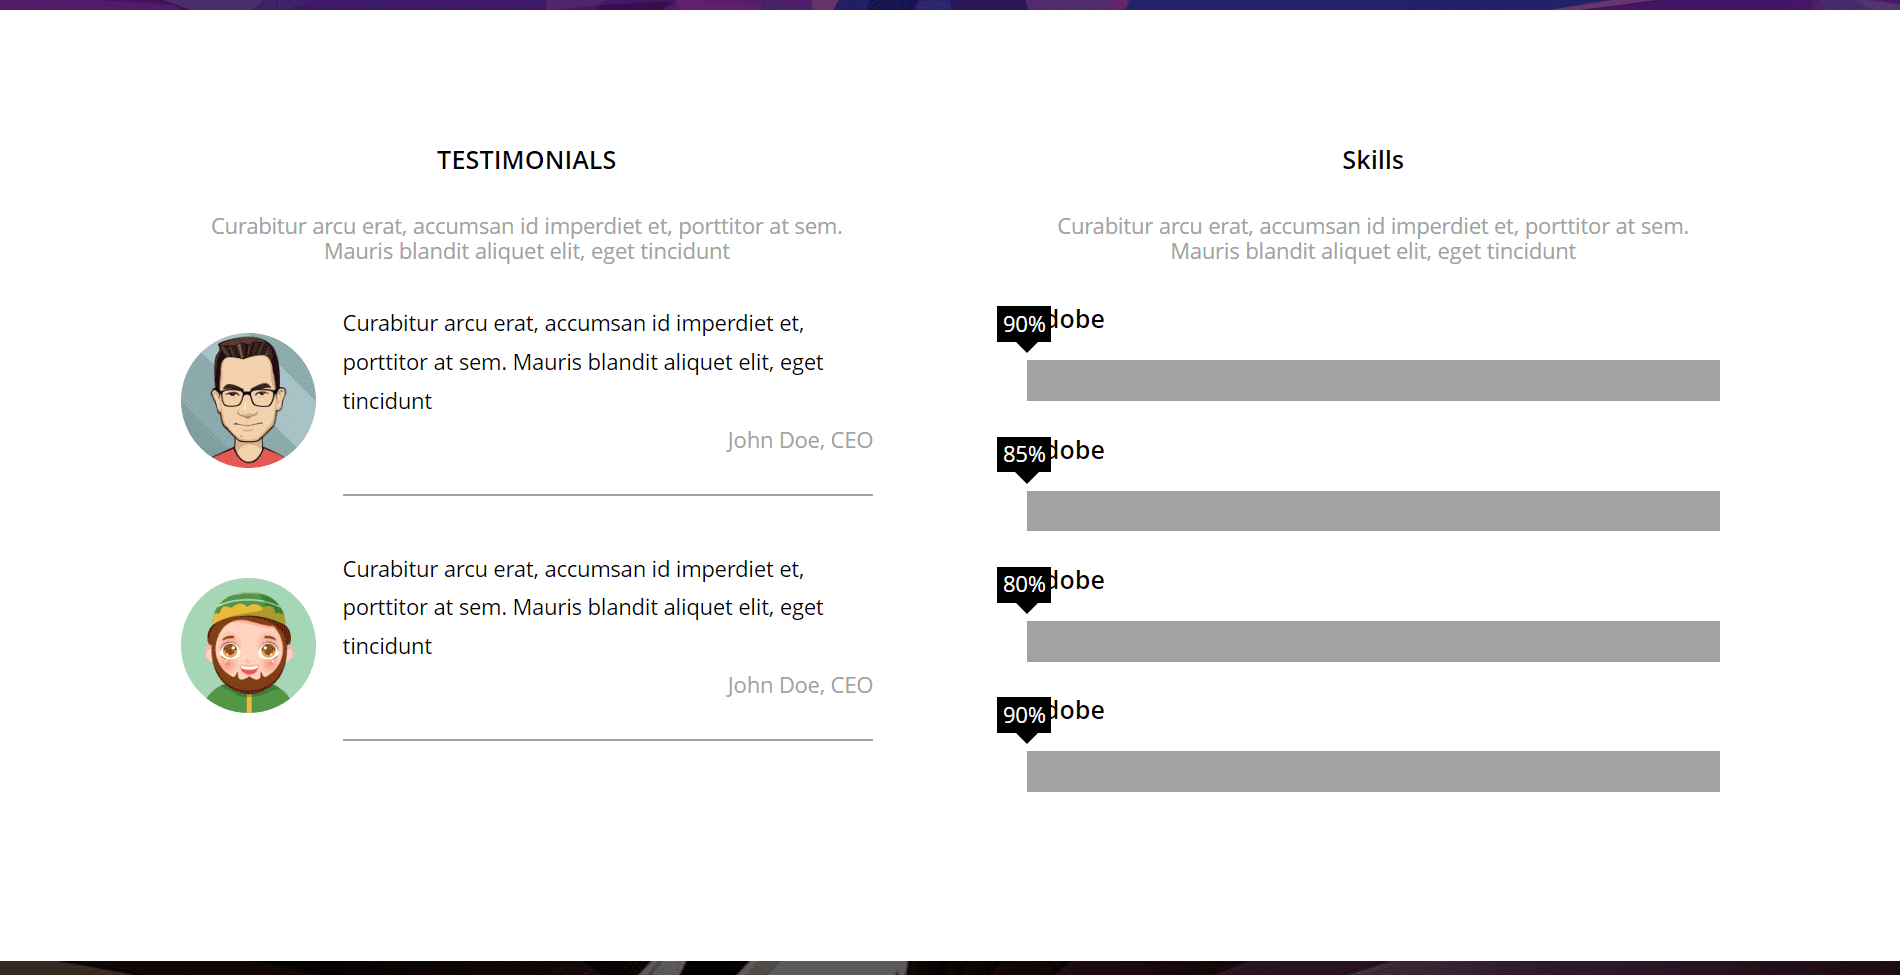 TESTIMONIALS
Curabitur arcu erat, accumsan id imperdiet et, porttitor at sem.
Mauris blandit aliquet elit, eget tincidunt
Curabitur arcu erat, accumsan id imperdiet et,
porttitor at sem. Mauris blandit aliquet elit, eget
tincidunt
John Doe, CEO
Curabitur arcu erat, accumsan id imperdiet et,
porttitor at sem. Mauris blandit aliquet elit, eget
tincidunt
John Doe, CEO
Skills
Curabitur arcu erat, accumsan id imperdiet et, porttitor at sem.
Mauris blandit aliquet elit, eget tincidunt
90% dobe
85% dobe
80% dobe
90% dobe